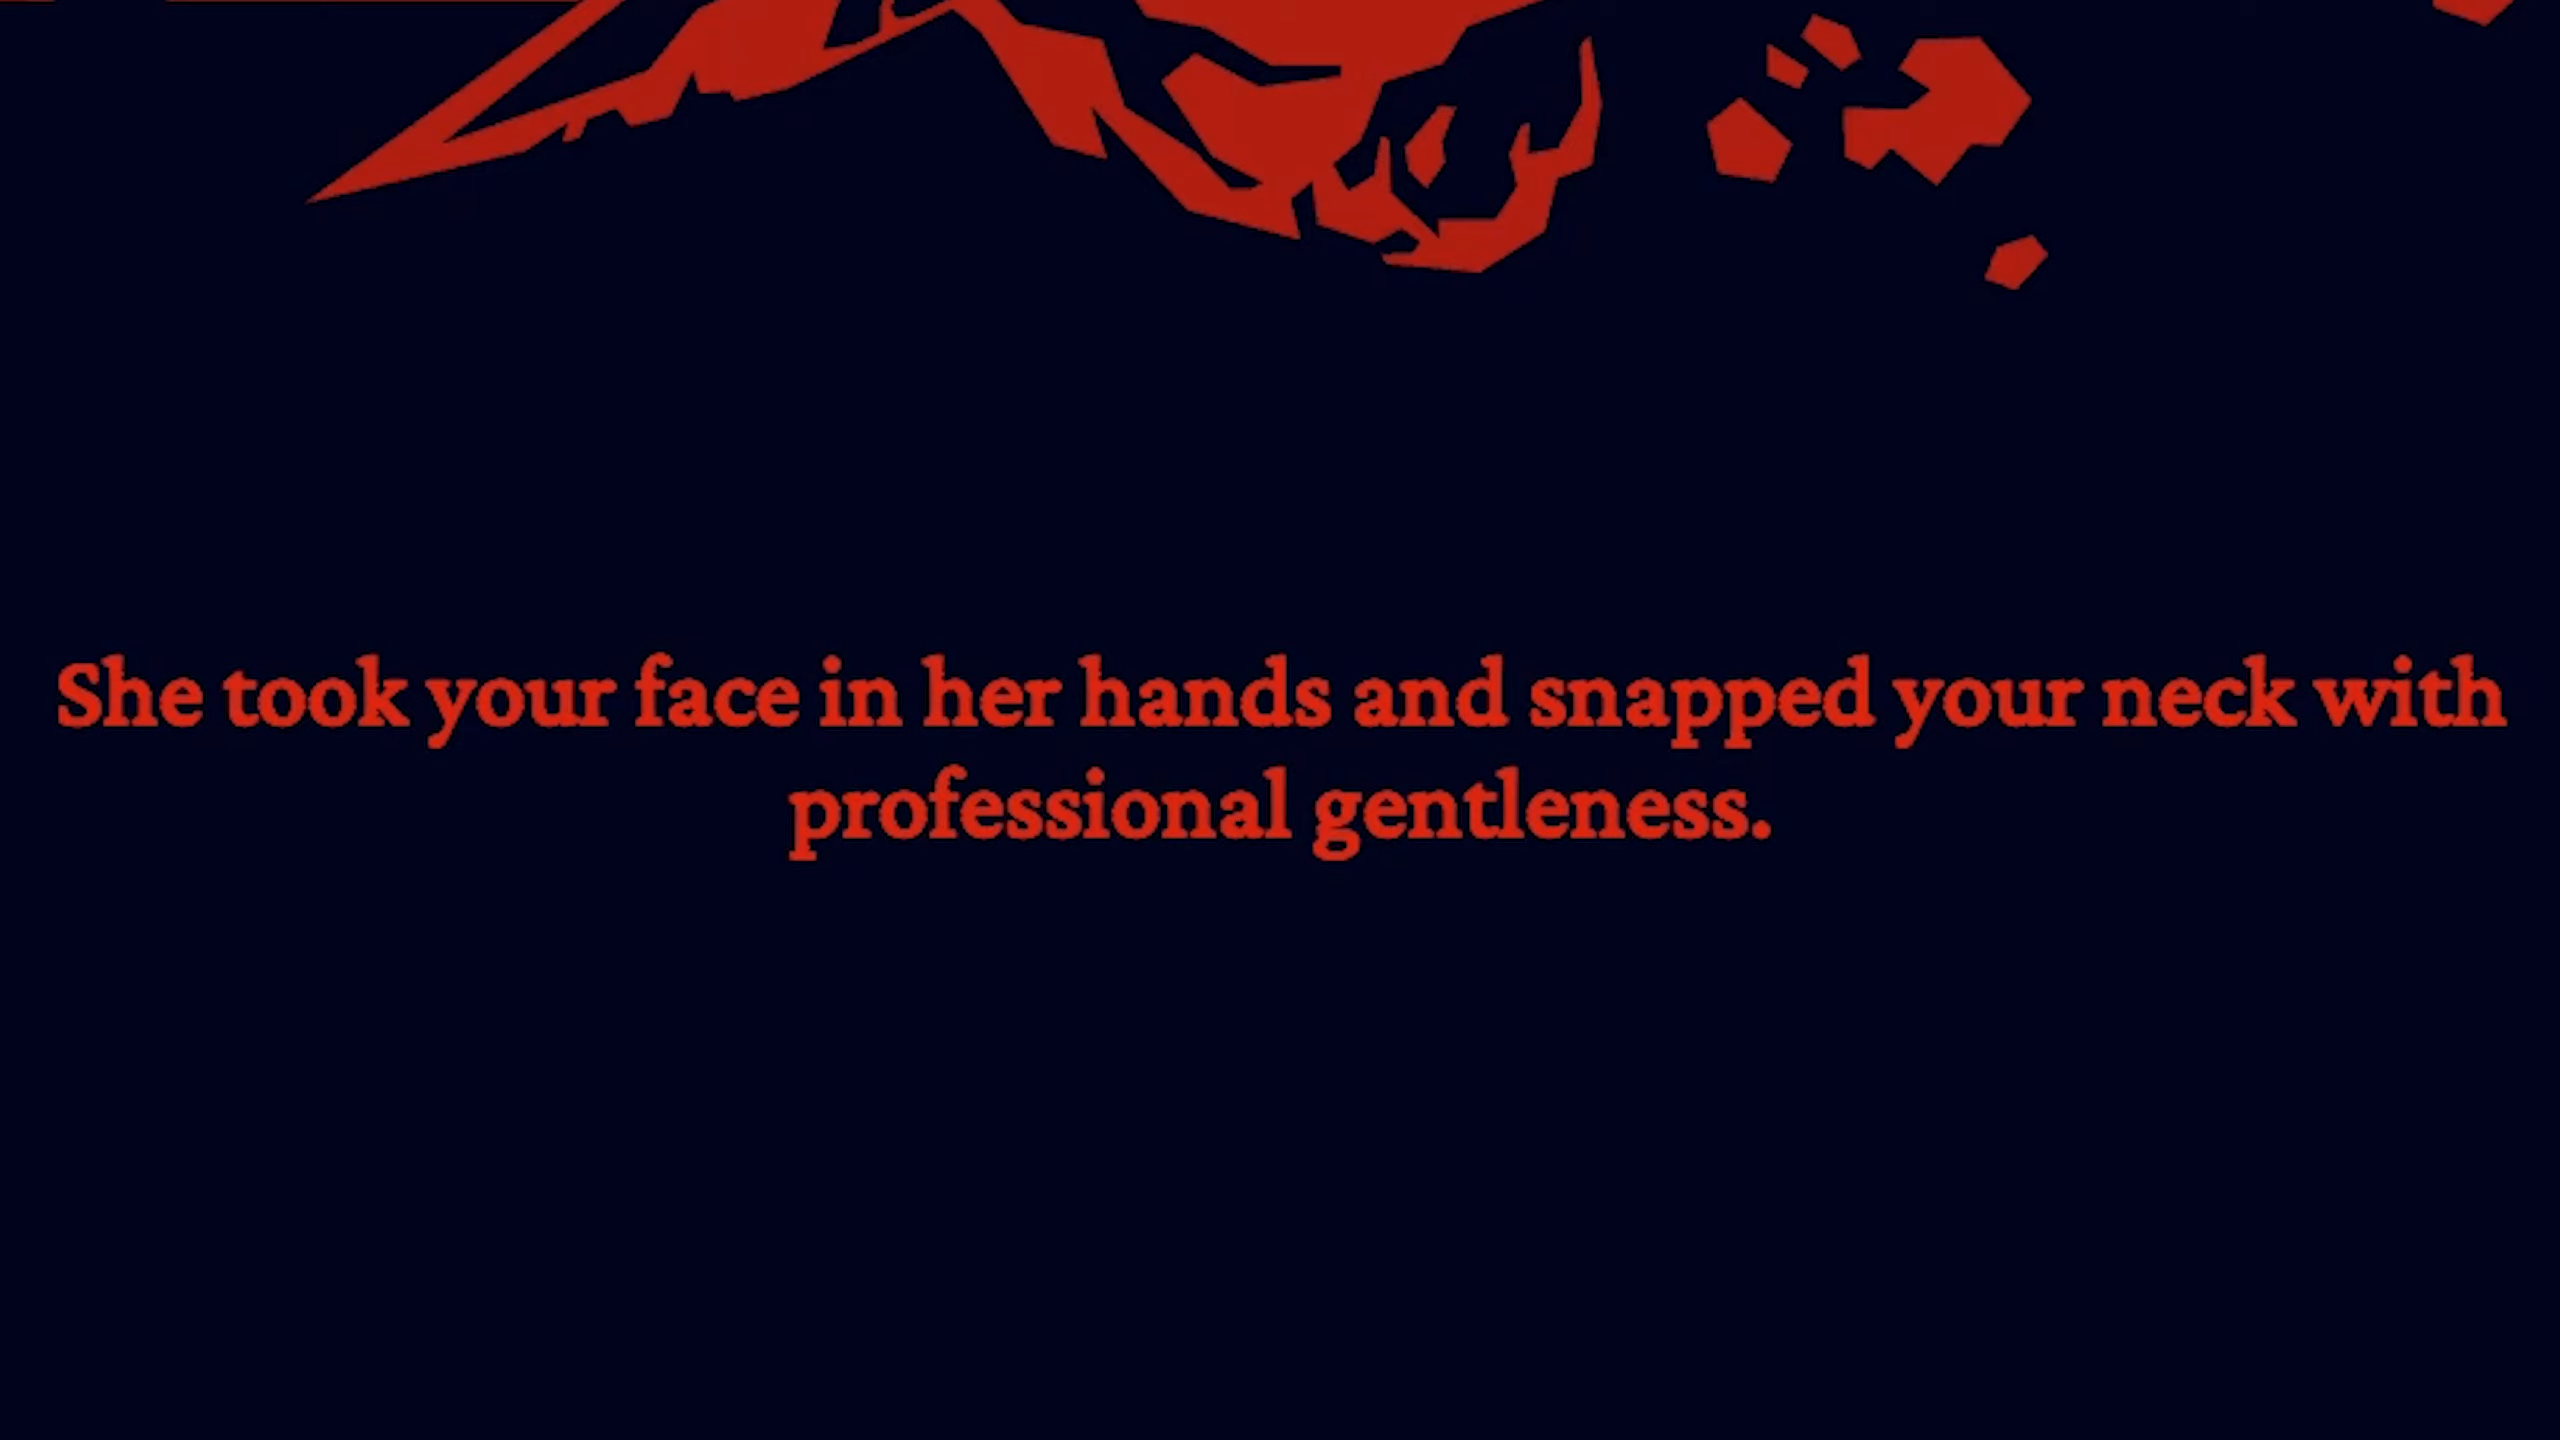 She took your face in her hands and snapped your neck with
professional gentleness.